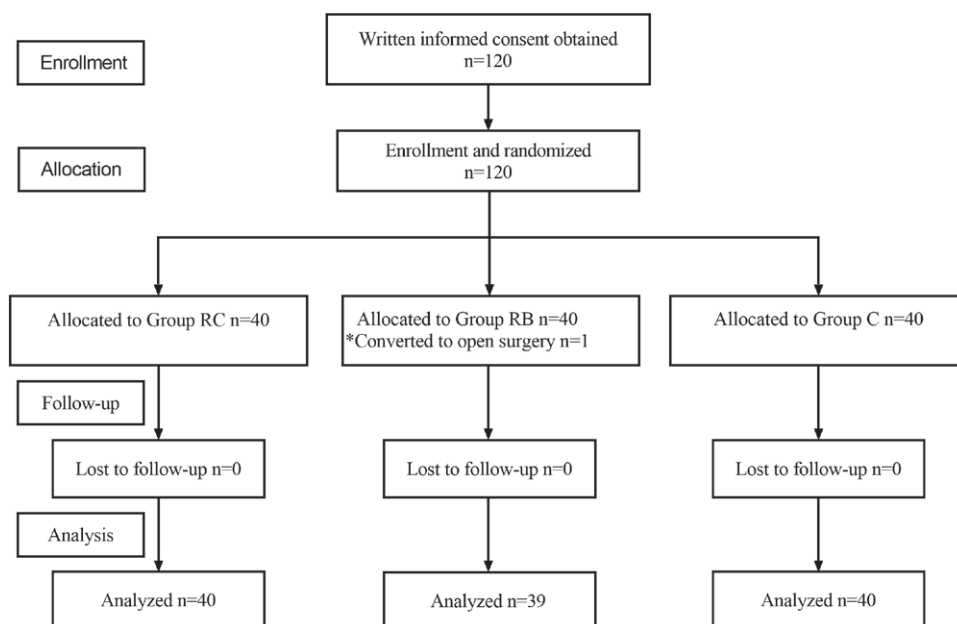 Enrollment
Written informed consent obtained
n=120
Allocation
Enrollment and randomized
n=120
Allocated to Group RC n=40
Allocated to Group RB n=40
*Converted to open surgery n=1
Allocated to Group C n=40
Follow-up
Lost to follow-up n=0
Lost to follow-up n=0
Lost to follow-up n=0
Analysis
Analyzed n=40
Analyzed n=39
Analyzed n=40